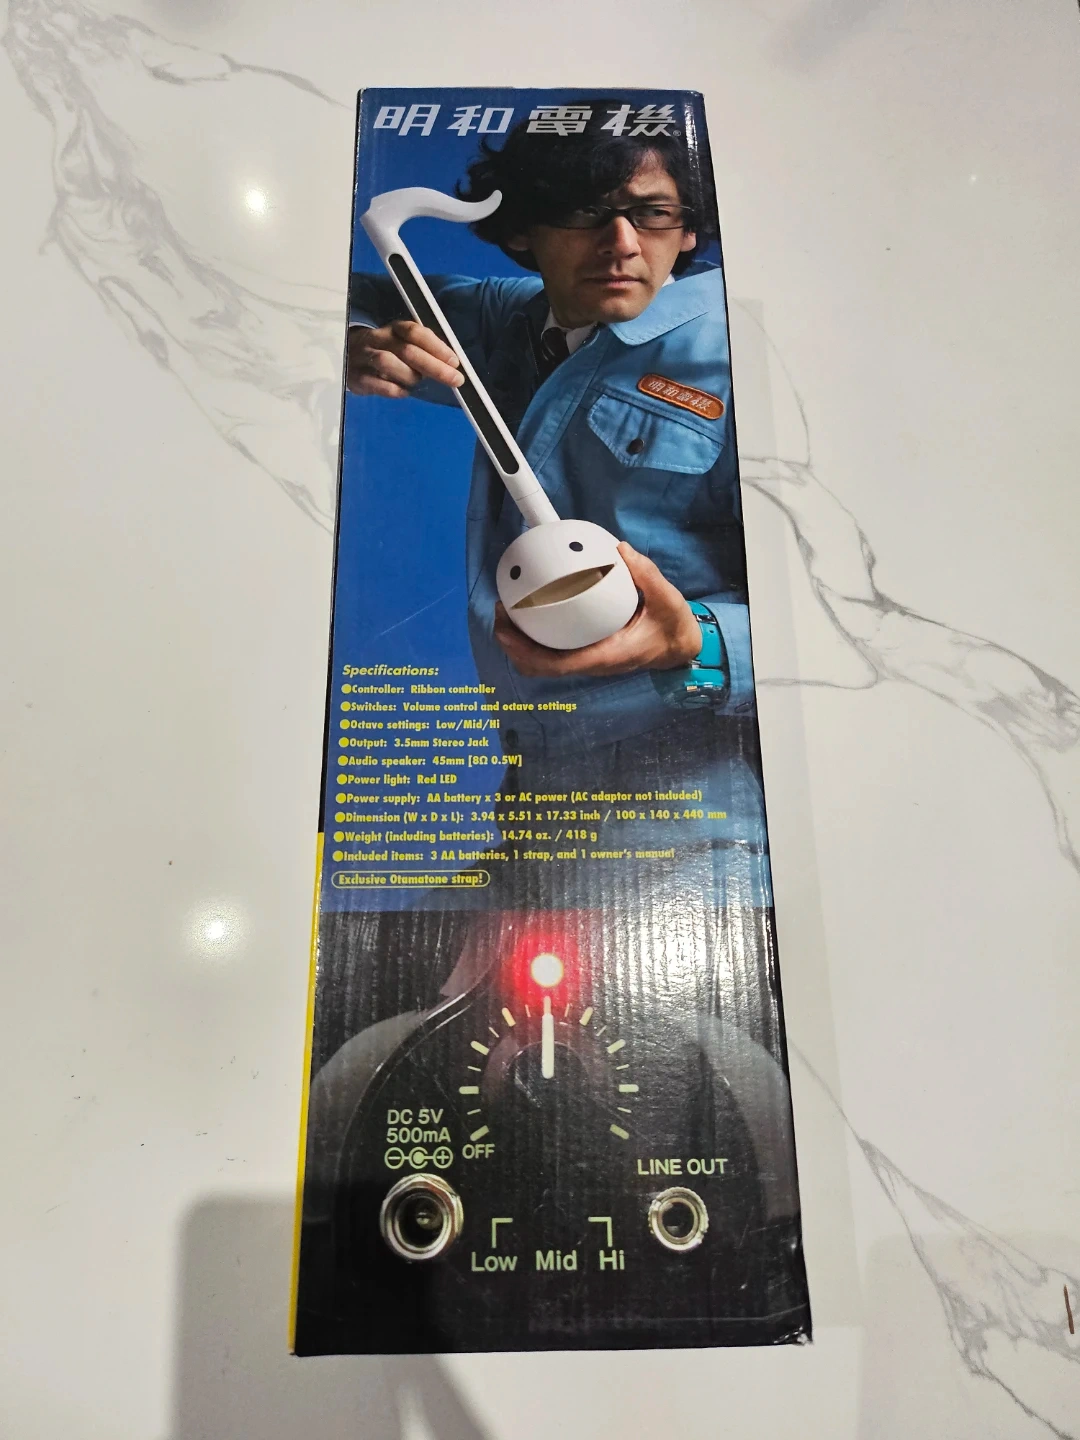 明和電機®
明和電機
Specifications:
●Controller: Ribbon controller
●Switches: Volume control and octave settings
●Octave settings: Low/Mid/Hi
●Output: 3.5mm Stereo Jack
●Audio speaker: 45mm [8Ω 0.5W]
●Power light: Red LED
●Power supply: AA battery x 3 or AC power (AC adaptor not included)
●Dimension (W x D x L): 3.94 x 5.51 x 17.33 inch / 100 x 140 x 440 mm
●Weight (including batteries): 14.74 oz. / 418 g
●Included items: 3 AA batteries, 1 strap, and 1 owner's manual
Exclusive Otamatone strap!
DC 5V
500mA
OFF
LINE OUT
Low Mid Hi